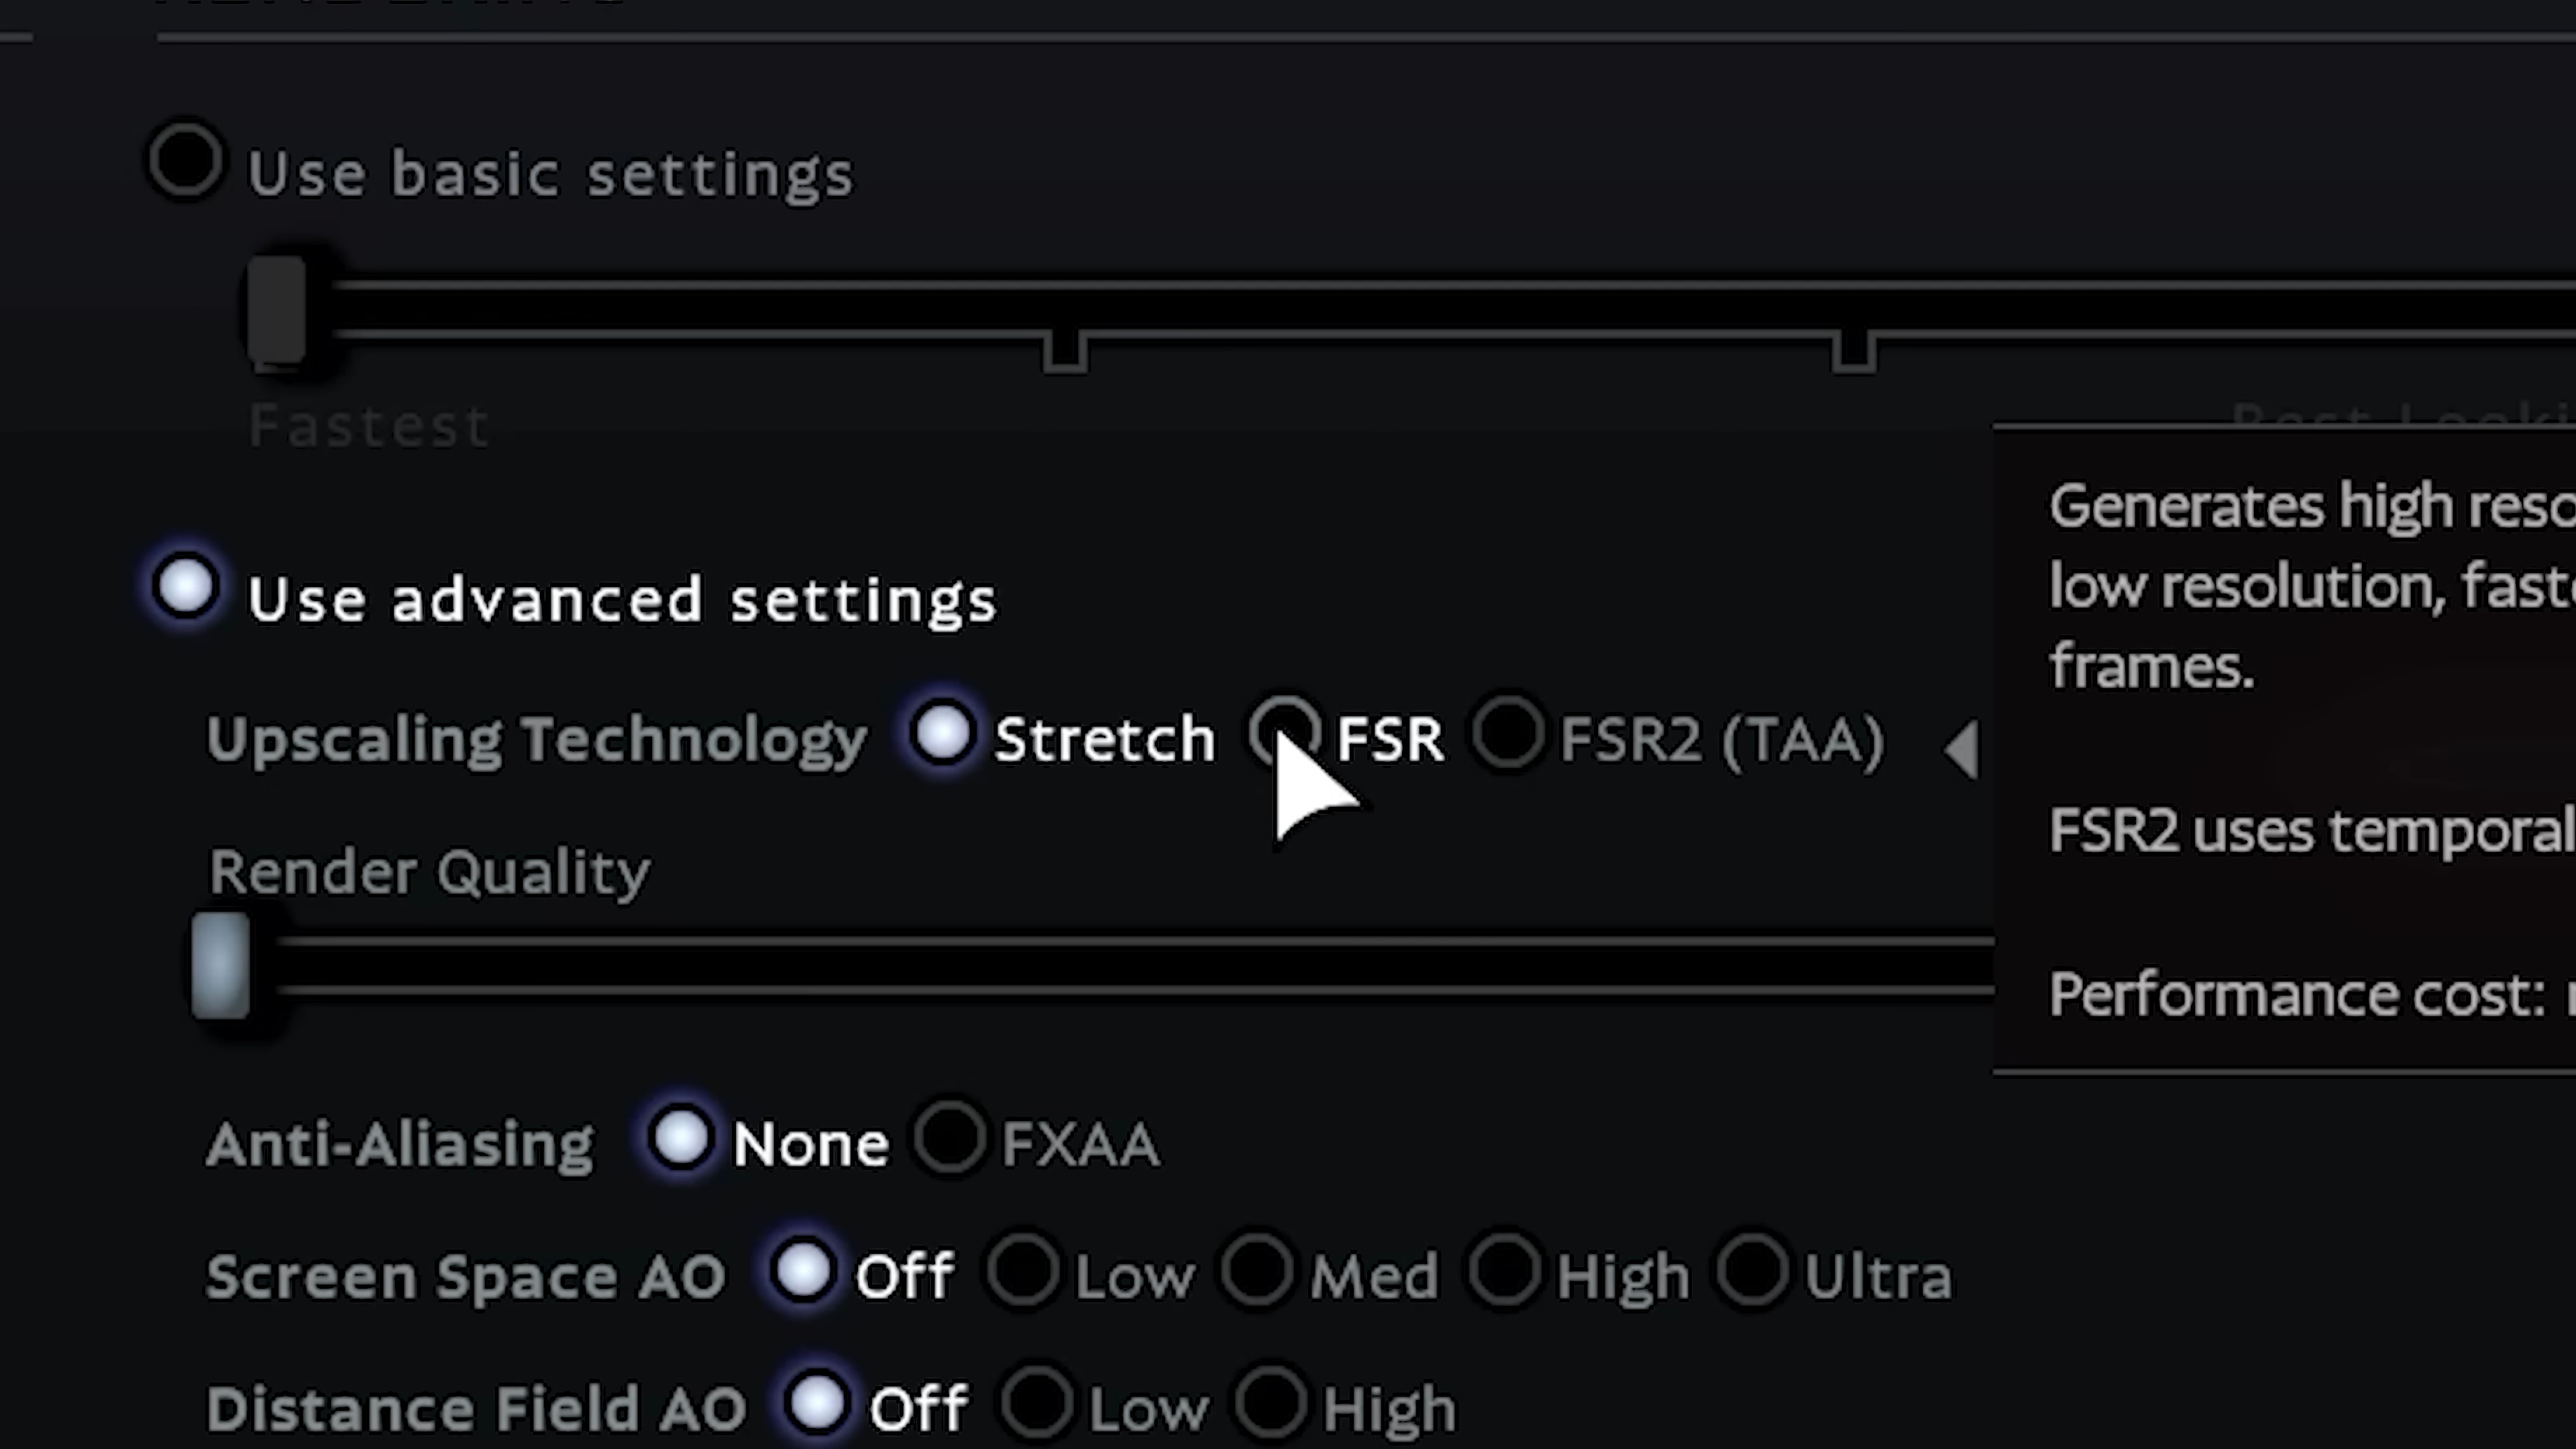 Use basic settings
Fastest
Use advanced settings
Upscaling Technology Stretch FSR FSR2 (TAA)
Render Quality
Anti-Aliasing None FXAA
Screen Space AO Off Low Med High Ultra
Distance Field AO Off Low High
Generates high
low resolution,
frames.
FSR2 uses temporal
Performance cost: